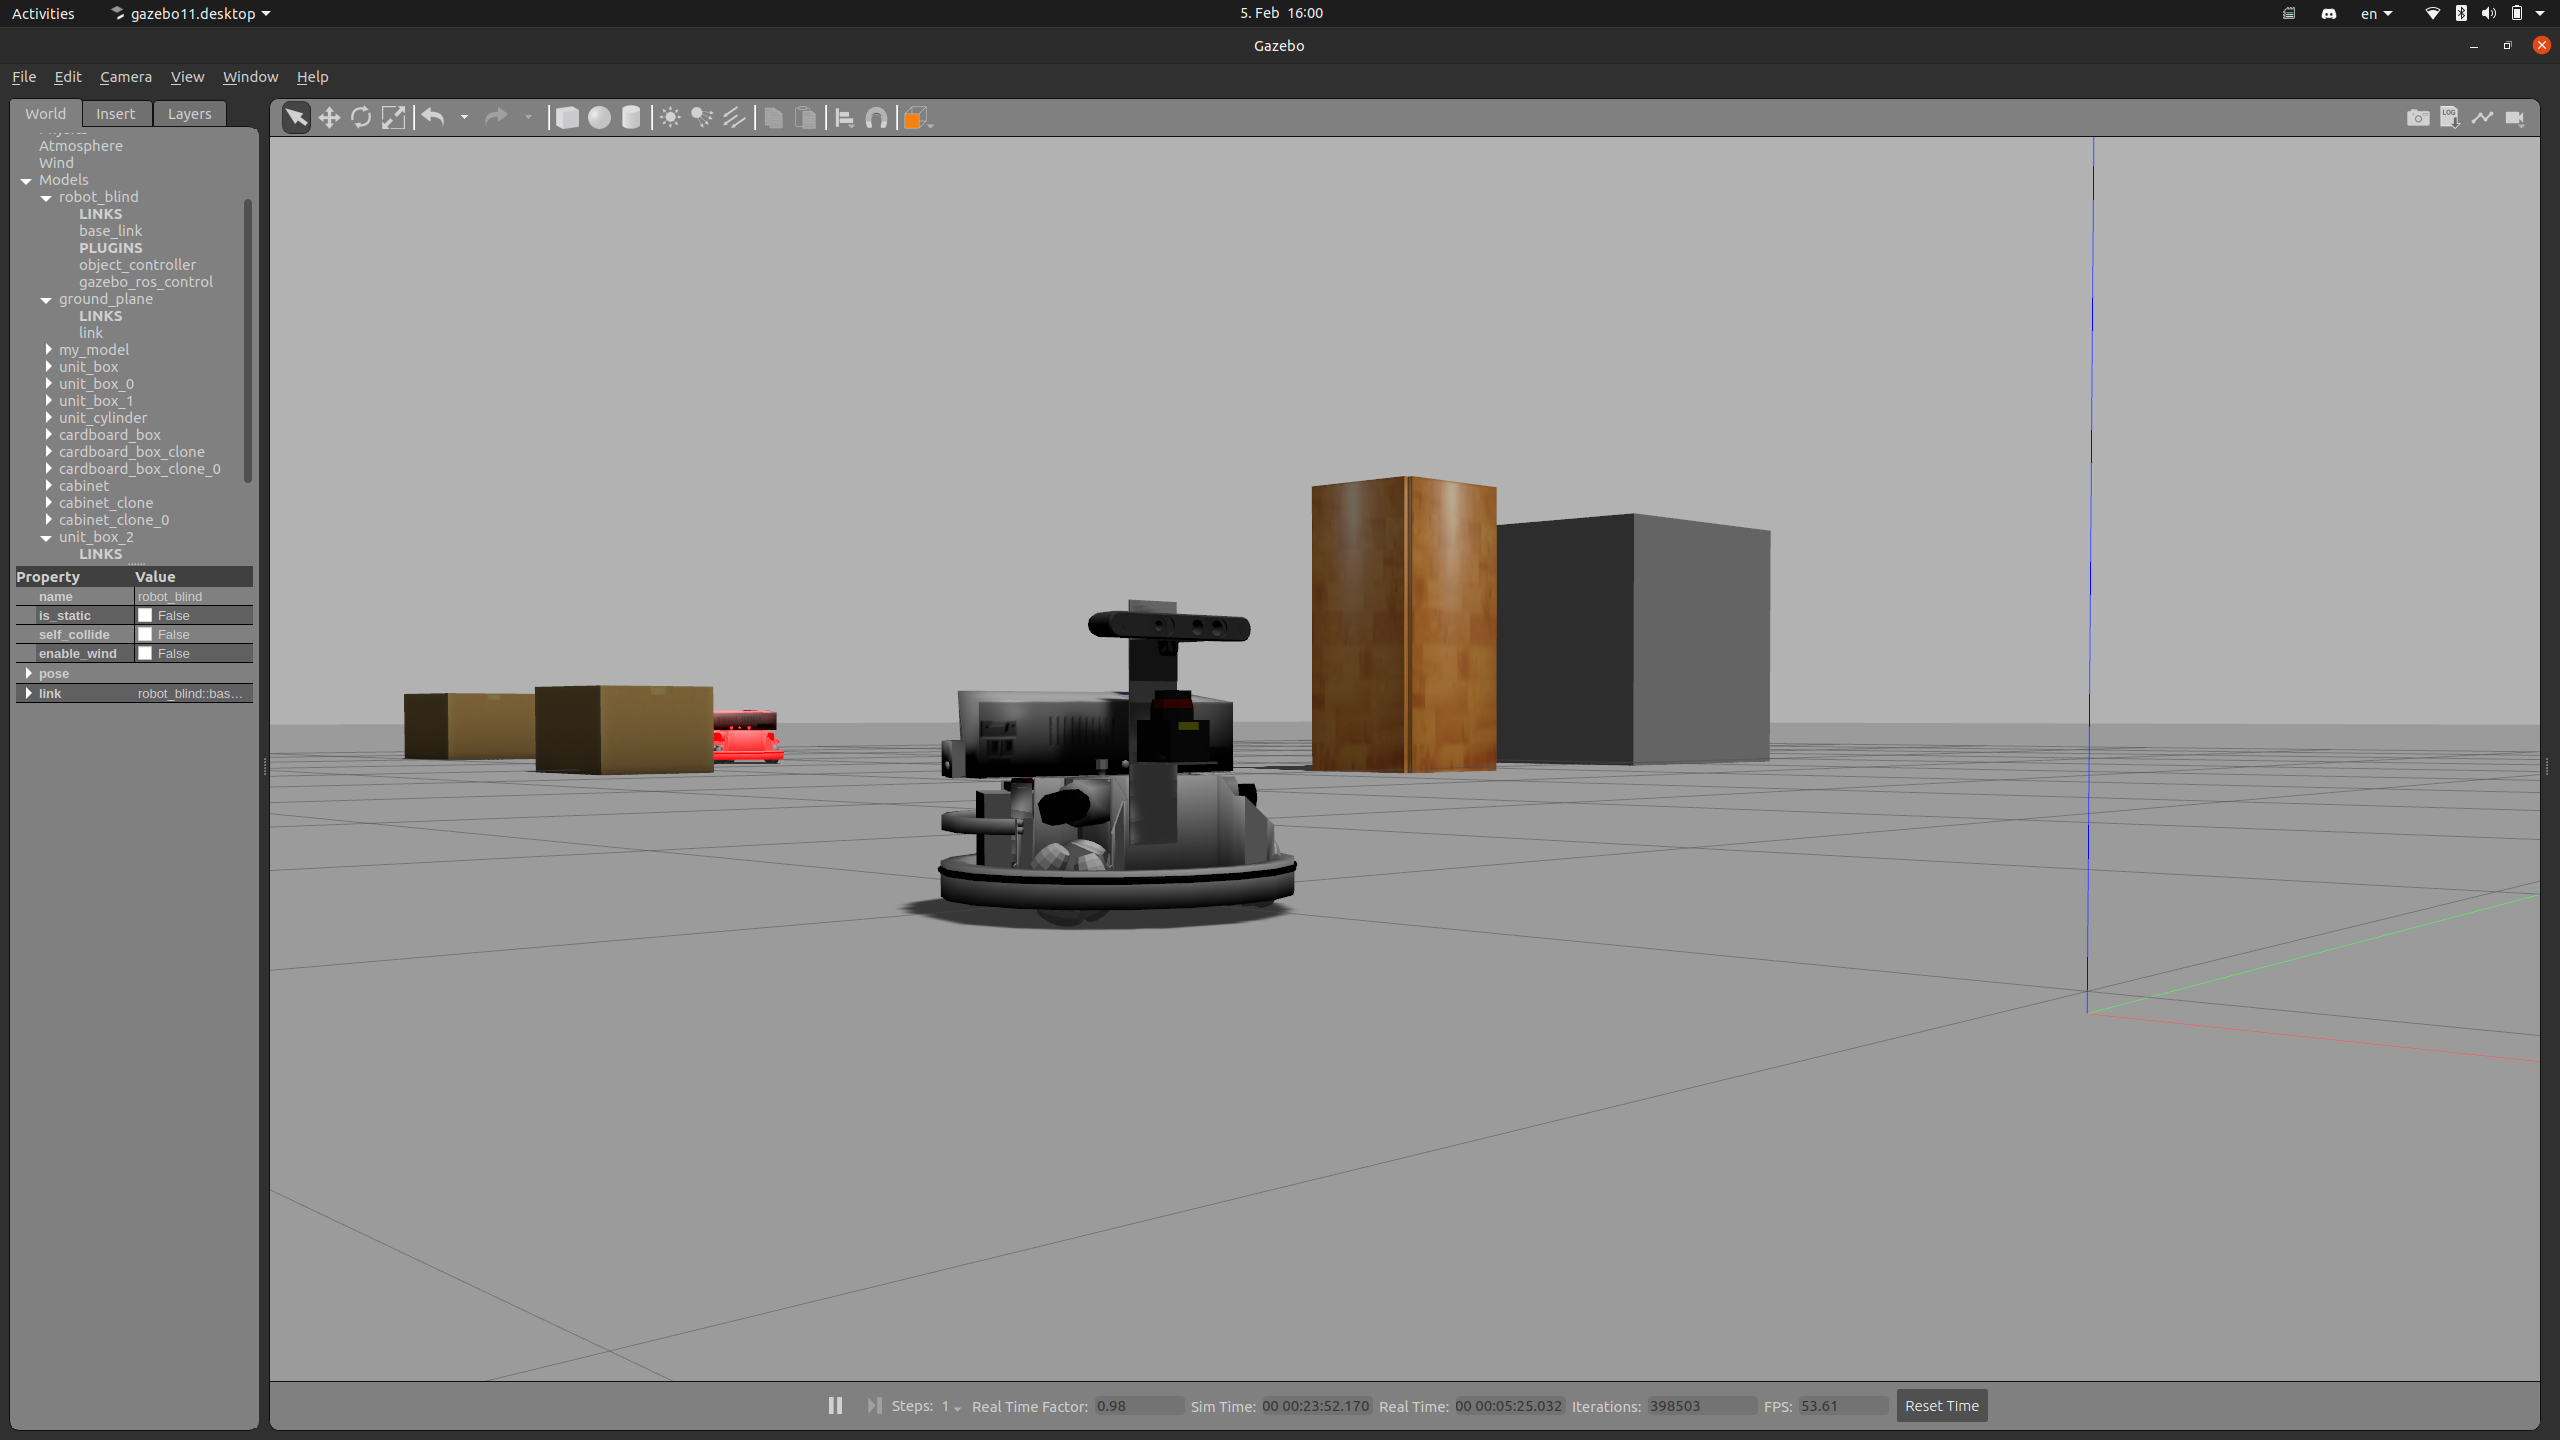 Activities gazebo11.desktop 5. Feb 16:00 en
Gazebo
File Edit Camera View Window Help
World Insert Layers
Physics
Atmosphere
Wind
Models
robot_blind
LINKS
base_link
PLUGINS
object_controller
gazebo_ros_control
ground_plane
LINKS
link
my_model
unit_box
unit_box_0
unit_box_1
unit_cylinder
cardboard_box
cardboard_box_clone
cardboard_box_clone_0
cabinet
cabinet_clone
cabinet_clone_0
unit_box_2
LINKS
Property Value
name robot_blind
is_static False
self_collide False
enable_wind False
pose
link robot_blind::bas...
LOG
Steps: 1 Real Time Factor: 0.98 Sim Time: 00 00:23:52.170 Real Time: 00 00:05:25.032 Iterations: 398503 FPS: 53.61 Reset Time